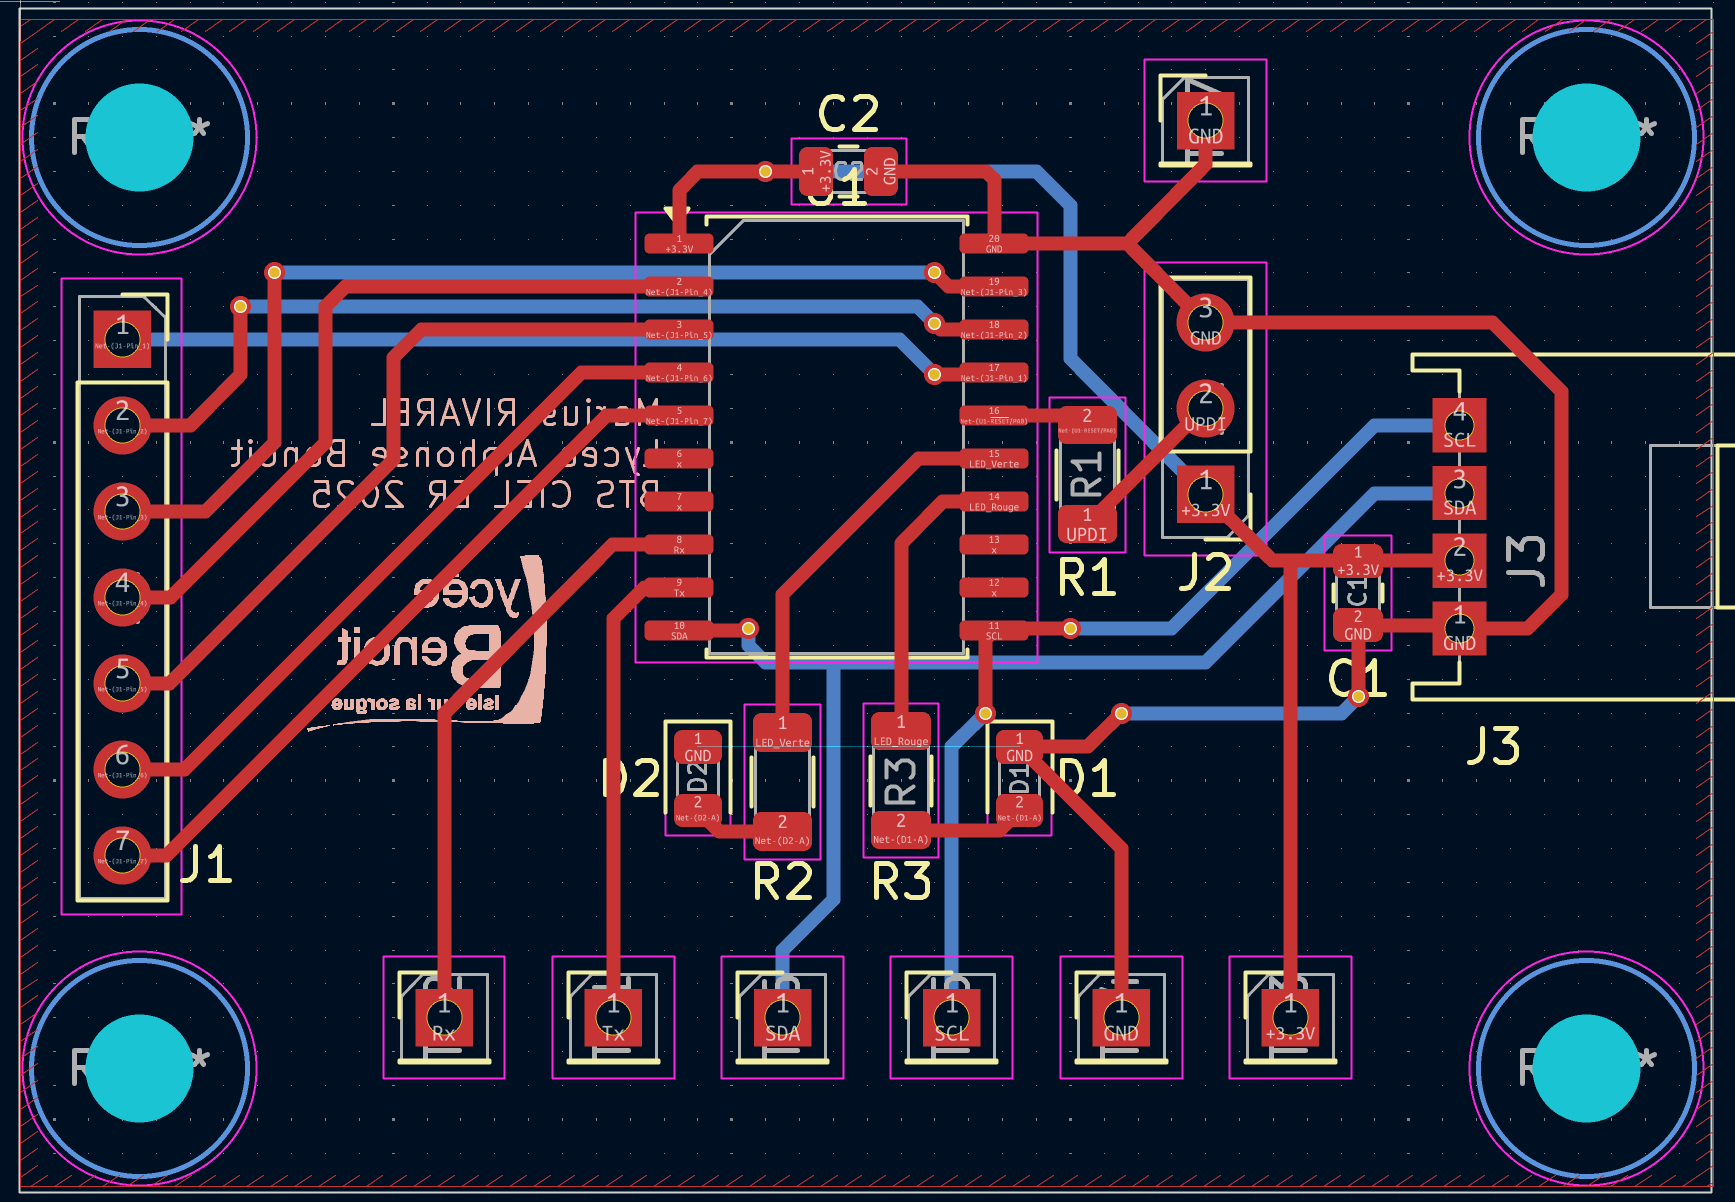 C2
1
+3.3V
2
GND
1
GND
1
+3.3V
20
GND
2
Net-(J1-Pin_4)
19
Net-(J1-Pin_3)
3
Net-(J1-Pin_5)
18
Net-(J1-Pin_2)
4
Net-(J1-Pin_6)
17
Net-(J1-Pin_1)
5
Net-(J1-Pin_7)
16
Net-(U1-RESET/PA0)
6
x
15
LED_Verte
7
x
14
LED_Rouge
8
Rx
13
x
9
Tx
12
x
10
SDA
11
SCL
1
Net-(J1-Pin_1)
2
Net-(J1-Pin_2)
3
Net-(J1-Pin_3)
4
Net-(J1-Pin_4)
5
Net-(J1-Pin_5)
6
Net-(J1-Pin_6)
7
Net-(J1-Pin_7)
J1
Marius RIVAREL
Lycée Alphonse Benoit
BTS CIEL ER 2025
Lycée
Benoit
Isle sur la sorgue
2
Net-(U1-RESET/PA0)
R1
1
UPDI
R1
3
GND
2
UPDI
1
+3.3V
J2
4
SCL
3
SDA
2
+3.3V
1
GND
J3
J3
1
+3.3V
C1
2
GND
C1
1
GND
D2
D2
2
Net-(D2-A)
1
LED_Verte
2
Net-(D2-A)
R2
1
LED_Rouge
R3
2
Net-(D1-A)
R3
1
GND
D1
D1
2
Net-(D1-A)
1
Rx
1
Tx
1
SDA
1
SCL
1
GND
1
+3.3V